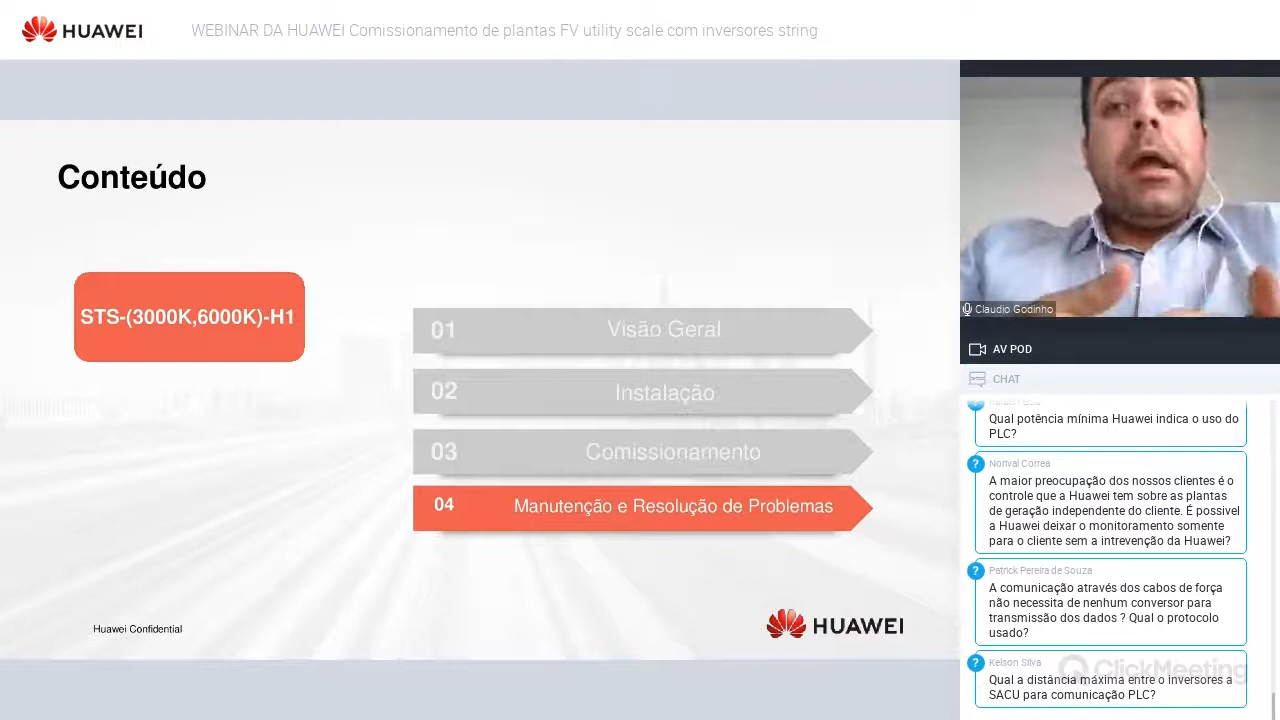 HUAWEI
WEBINAR DA HUAWEI Comissionamento de plantas FV utility scale com inversores string
Conteúdo
STS-(3000K,6000K)-H1
01 Visão Geral
02 Instalação
03 Comissionamento
04 Manutenção e Resolução de Problemas
Huawei Confidential
HUAWEI
Claudio Godinho
AV POD
CHAT
Qual potência mínima Huawei indica o uso do
PLC?
Norival Correa
A maior preocupação dos nossos clientes é o
controle que a Huawei tem sobre as plantas
de geração independente do cliente. É possivel
a Huawei deixar o monitoramento somente
para o cliente sem a intrevenção da Huawei?
Patrick Pereira de Souza
A comunicação através dos cabos de força
não necessita de nenhum conversor para
transmissão dos dados ? Qual o protocolo
usado?
Kelson Silva
Qual a distância máxima entre o inversores a
SACU para comunicação PLC?
ClickMeeting